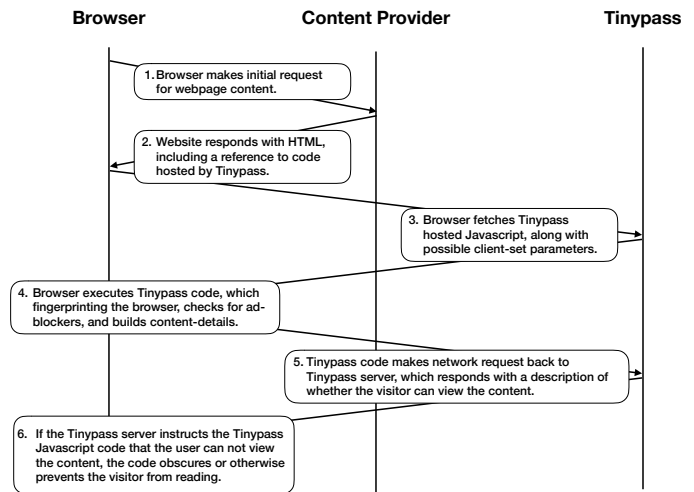 Browser
Content Provider
Tinypass
1. Browser makes initial request
for webpage content.
2. Website responds with HTML,
including a reference to code
hosted by Tinypass.
3. Browser fetches Tinypass
hosted Javascript, along with
possible client-set parameters.
4. Browser executes Tinypass code, which
fingerprinting the browser, checks for ad-
blockers, and builds content-details.
5. Tinypass code makes network request back to
Tinypass server, which responds with a description of
whether the visitor can view the content.
6. If the Tinypass server instructs the Tinypass
Javascript code that the user can not view
the content, the code obscures or otherwise
prevents the visitor from reading.